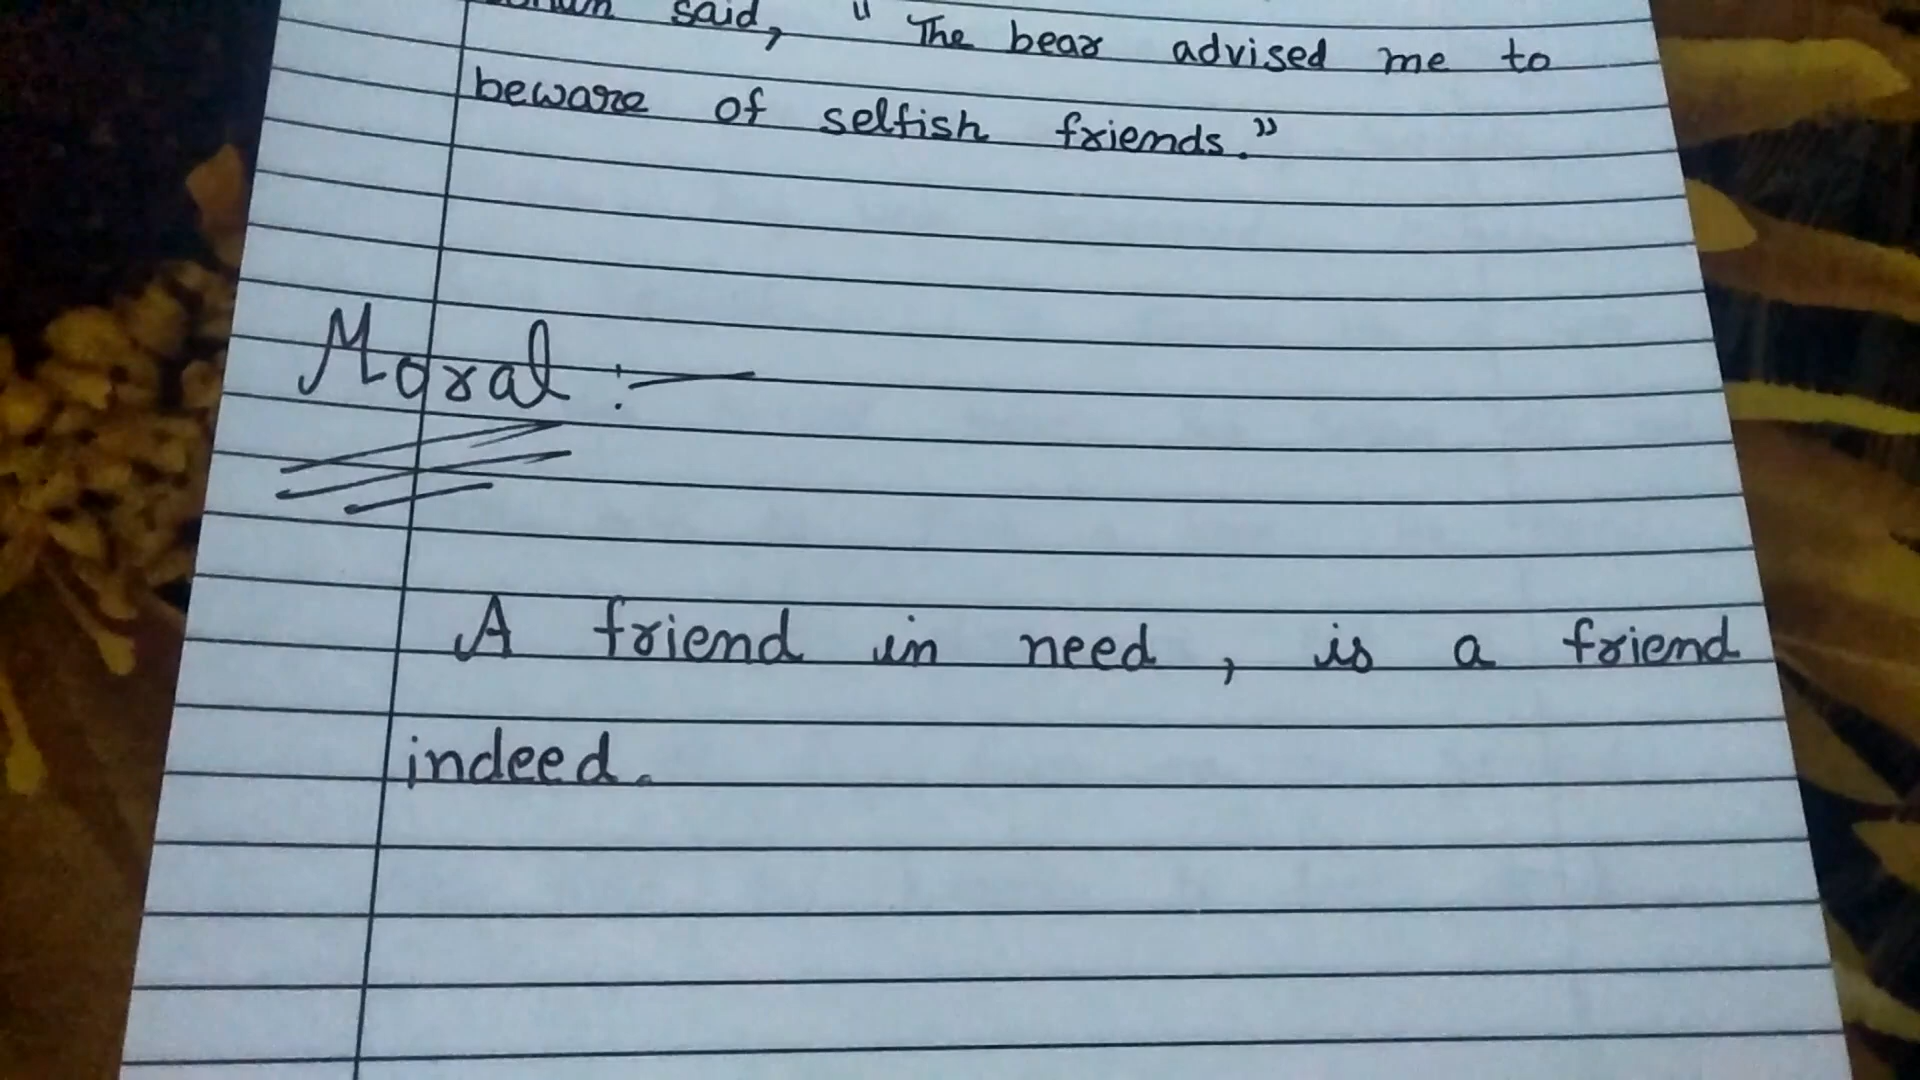 said, " The bear advised me to
beware of selfish friends."
Moral :—
A friend in need , is a friend
indeed.